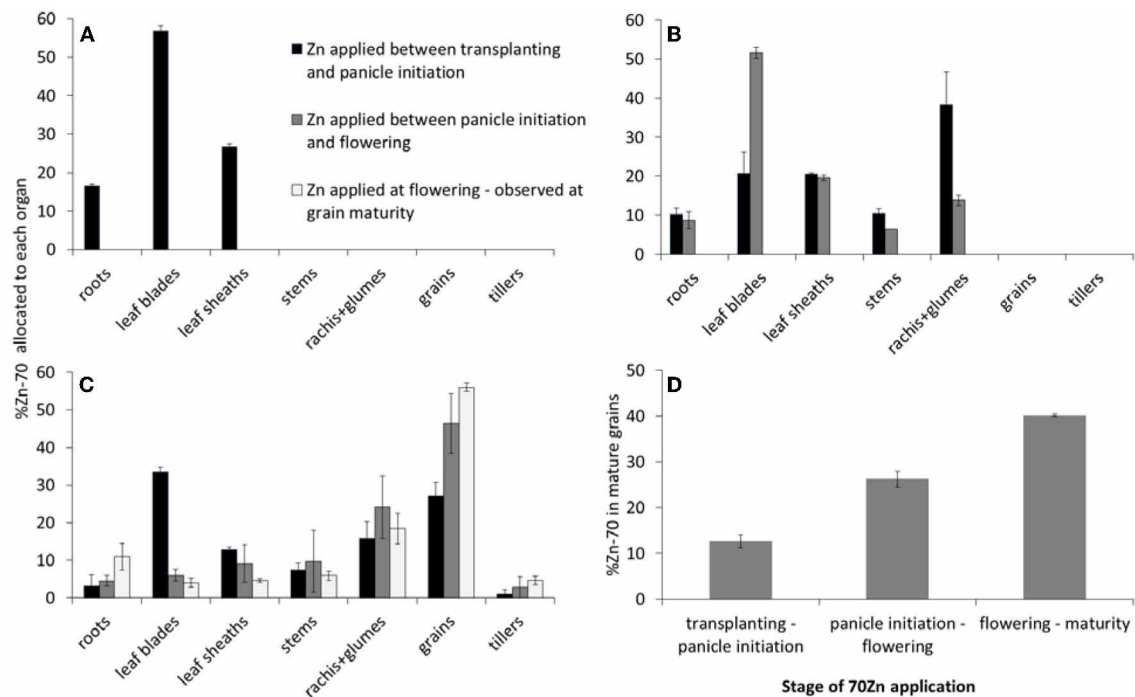 A
60
50
40
30
20
10
0
roots
leaf blades
leaf sheaths
stems
rachis+glumes
grains
tillers
Zn applied between transplanting
and panicle initiation
Zn applied between panicle initiation
and flowering
Zn applied at flowering - observed at
grain maturity
B
60
50
40
30
20
10
0
roots
leaf blades
leaf sheaths
stems
rachis+glumes
grains
tillers
%Zn-70 allocated to each organ
C
60
50
40
30
20
10
0
roots
leaf blades
leaf sheaths
stems
rachis+glumes
grains
tillers
D
%Zn-70 in mature grains
50
40
30
20
10
0
transplanting -
panicle initiation
panicle initiation -
flowering
flowering - maturity
Stage of 70Zn application